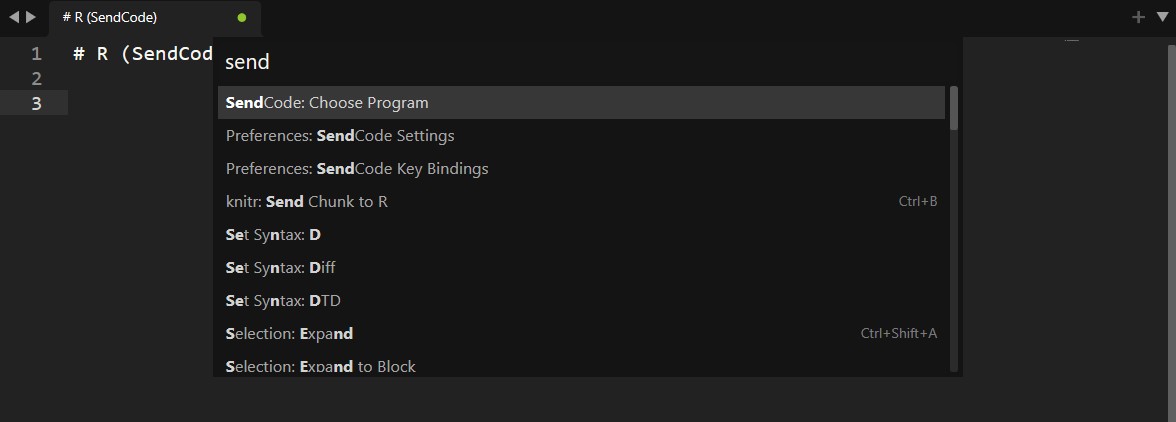 # R (SendCode)
1 # R (SendCod
2
3
send
SendCode: Choose Program
Preferences: SendCode Settings
Preferences: SendCode Key Bindings
knitr: Send Chunk to R Ctrl+B
Set Syntax: D
Set Syntax: Diff
Set Syntax: DTD
Selection: Expand Ctrl+Shift+A
Selection: Expand to Block